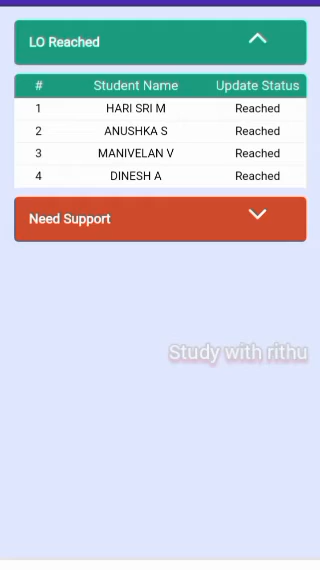 LO Reached
# Student Name Update Status
1 HARI SRI M Reached
2 ANUSHKA S Reached
3 MANIVELAN V Reached
4 DINESH A Reached
Need Support
Study with rithu